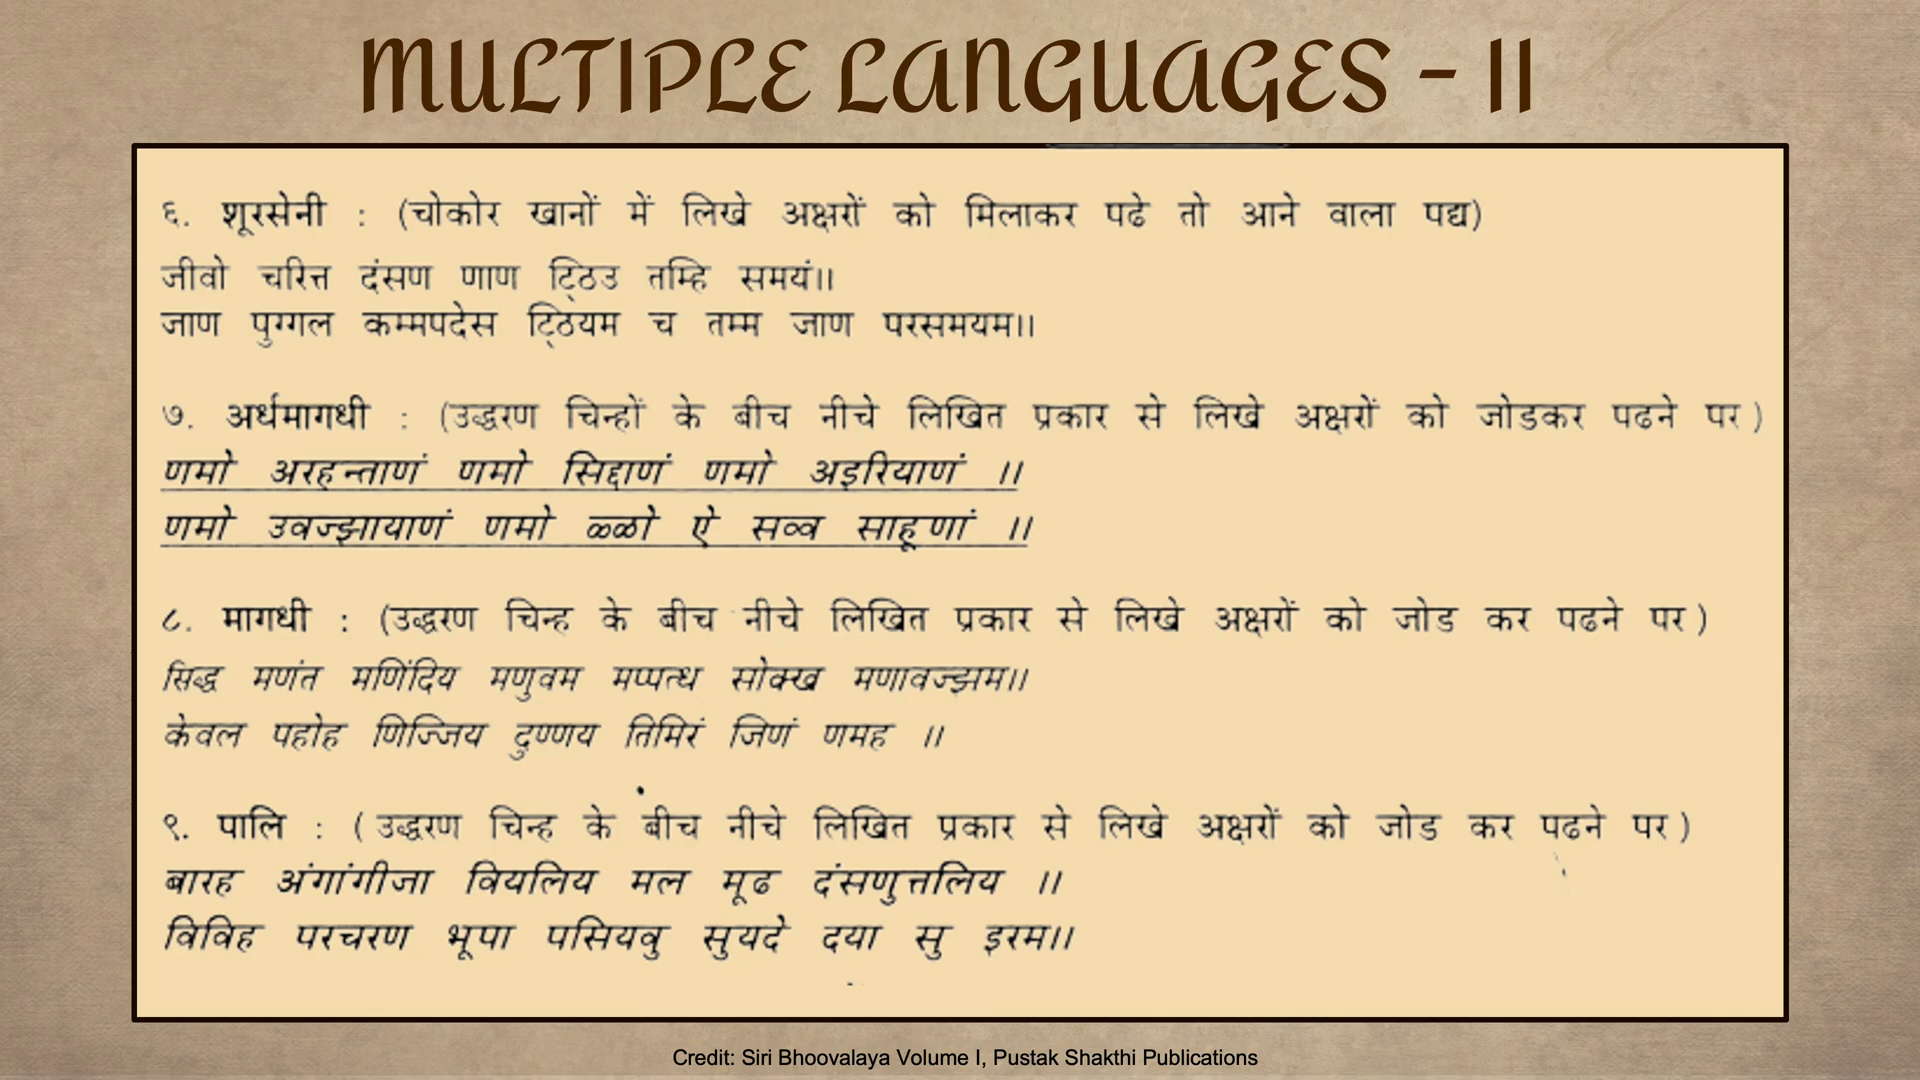 MULTIPLE LANGUAGES - II
६. शूरसेनी : (चोकोर खानों में लिखे अक्षरों को मिलाकर पढे तो आने वाला पद्य)
जीवो चरित्त दंसण णाण ट्ठिउ तम्हि समयं।।
जाण पुग्गल कम्मपदेस ट्ठियम च तम्म जाण परसमयम।।
७. अर्धमागधी : (उद्धरण चिन्हों के बीच नीचे लिखित प्रकार से लिखे अक्षरों को जोडकर पढने पर)
णमो अरहन्ताणं णमो सिद्दाणं णमो अइरियाणं ।।
णमो उवज्झायाणं णमो ळ्ळो ऐ सव्व साहूणां ।।
८. मागधी : (उद्धरण चिन्ह के बीच नीचे लिखित प्रकार से लिखे अक्षरों को जोड कर पढने पर)
सिद्ध मणंत मणिंदिय मणुवम मप्पत्थ सोक्ख मणावज्झम।।
केवल पहोह णिज्जिय दुण्णय तिमिरं जिणं णमह ।।
९. पालि : ( उद्धरण चिन्ह के बीच नीचे लिखित प्रकार से लिखे अक्षरों को जोड कर पढने पर)
बारह अंगांगीजा वियलिय मल मूढ दंसणुत्तलिय ।।
विविह परचरण भूपा पसियवु सुयदे दया सु इरम।।
Credit: Siri Bhoovalaya Volume I, Pustak Shakthi Publications